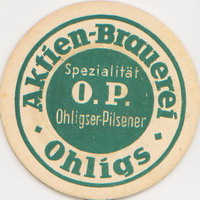 Aktien-Brauerei
Spezialität
O.P.
Ohligser-Pilsener
· Ohligs ·